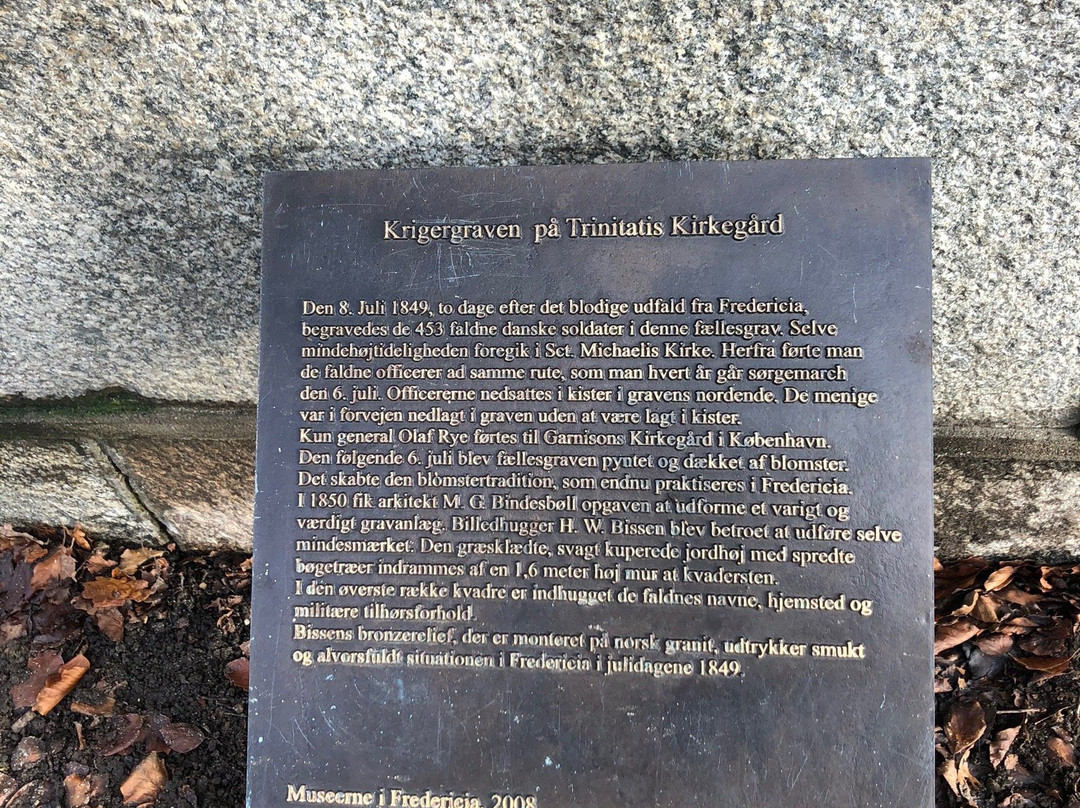 Krigergraven på Trinitatis Kirkegård
Den 8. Juli 1849, to dage efter det blodige udfald fra Fredericia,
begravedes de 453 faldne danske soldater i denne fællesgrav. Selve
mindehøjtideligheden foregik i Sct. Michaelis Kirke. Herfra førte man
de faldne officerer ad samme rute, som man hvert år går sørgemarch
den 6. juli. Officererne nedsattes i kister i gravens nordende. De menige
var i forvejen nedlagt i graven uden at være lagt i kister.
Kun general Olaf Rye førtes til Garnisons Kirkegård i København.
Den følgende 6. juli blev fællesgraven pyntet og dækket af blomster.
Det skabte den blomstertradition, som endnu praktiseres i Fredericia.
I 1850 fik arkitekt M. G. Bindesbøll opgaven at udforme et varigt og
værdigt gravanlæg. Billedhugger H. W. Bissen blev betroet at udføre selve
mindesmærket. Den græsklædte, svagt kuperede jordhøj med spredte
bøgetræer indrammes af en 1,6 meter høj mur at kvadersten.
I den øverste række kvadre er indhugget de faldnes navne, hjemsted og
militære tilhørsforhold.
Bissens bronzerelief, der er monteret på norsk granit, udtrykker smukt
og alvorsfuldt situationen i Fredericia i julidagene 1849.
Museerne i Fredericia, 2008